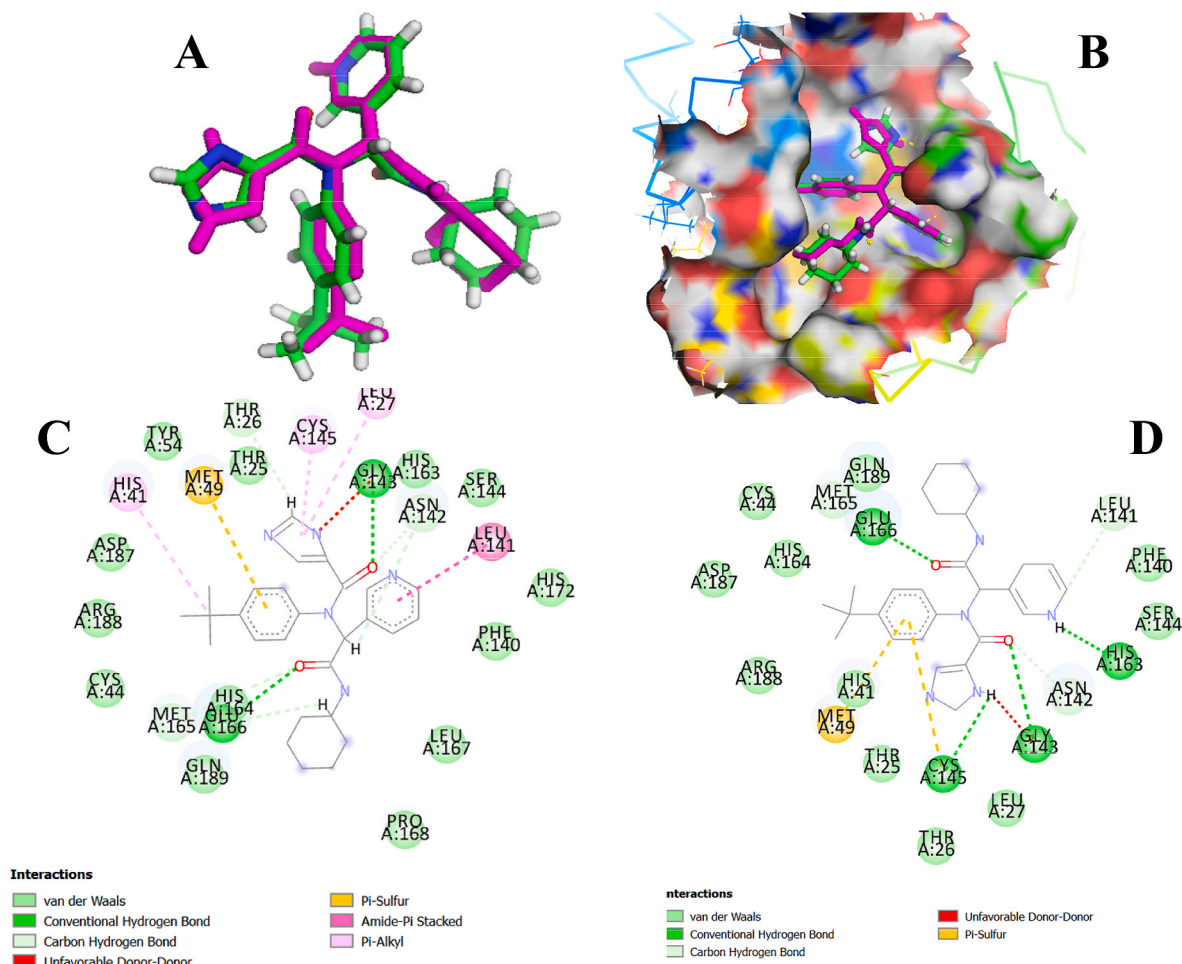 A
B
C
THR
A:26
LEU
A:27
TYR
A:54
CYS
A:145
THR
A:25
MET
A:49
HIS
A:41
GLY
A:143
HIS
A:163
SER
A:144
ASN
A:142
LEU
A:141
ASP
A:187
HIS
A:172
ARG
A:188
PHE
A:140
CYS
A:44
HIS
A:164
MET
A:165
GLU
A:166
LEU
A:167
GLN
A:189
PRO
A:168
H
N
N
O
N
N
H
O
N
H
Interactions
van der Waals
Conventional Hydrogen Bond
Carbon Hydrogen Bond
Unfavorable Donor-Donor
Pi-Sulfur
Amide-Pi Stacked
Pi-Alkyl
D
GLN
A:189
MET
A:165
CYS
A:44
GLU
A:166
LEU
A:141
HIS
A:164
PHE
A:140
ASP
A:187
SER
A:144
HIS
A:163
ARG
A:188
HIS
A:41
ASN
A:142
MET
A:49
GLY
A:143
THR
A:25
CYS
A:145
LEU
A:27
THR
A:26
N
O
N
N
H
O
N
N
H
nteractions
van der Waals
Conventional Hydrogen Bond
Carbon Hydrogen Bond
Unfavorable Donor-Donor
Pi-Sulfur